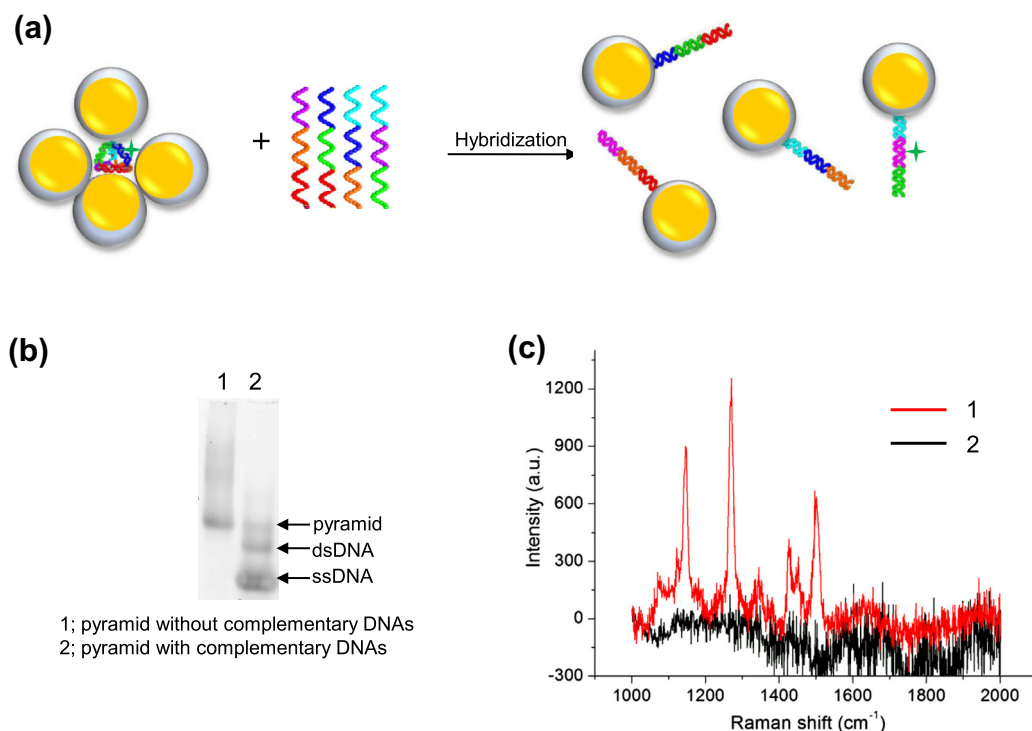 (a)
+
Hybridization
(b)
1 2
pyramid
dsDNA
ssDNA
1; pyramid without complementary DNAs
2; pyramid with complementary DNAs
(c)
1200
900
600
300
0
-300
Intensity (a.u.)
1
2
1000 1200 1400 1600 1800 2000
Raman shift (cm⁻¹)